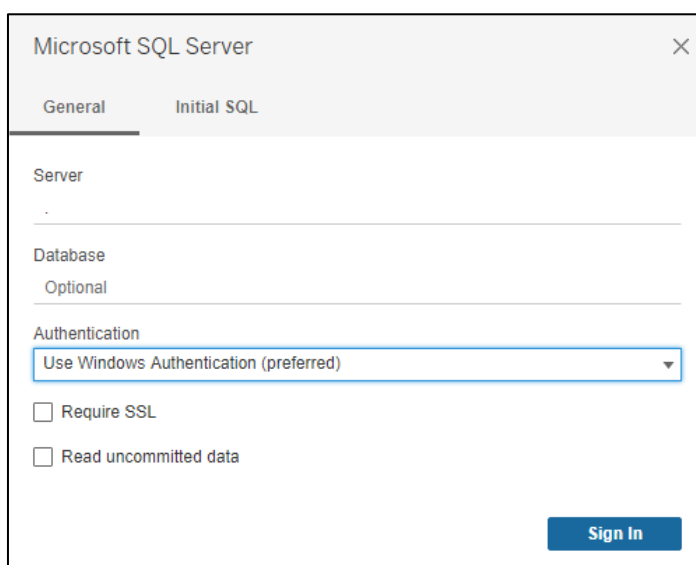 Microsoft SQL Server
General Initial SQL
Server
.
Database
Optional
Authentication
Use Windows Authentication (preferred)
Require SSL
Read uncommitted data
Sign In